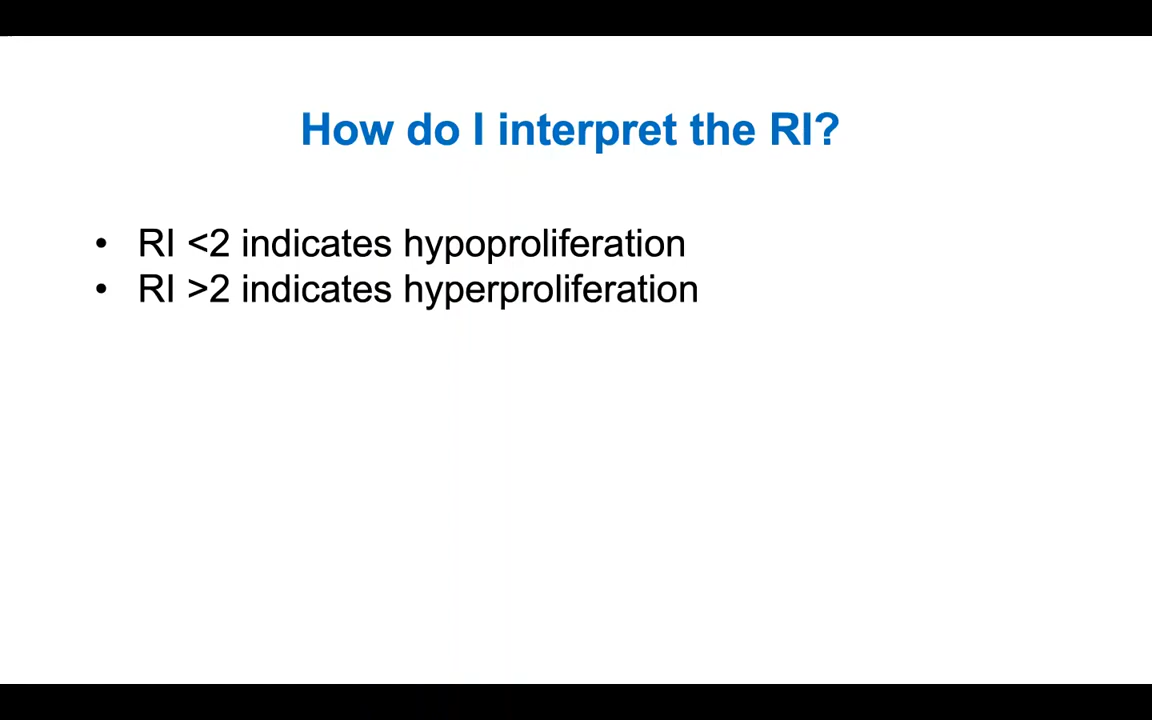 How do I interpret the RI?
• RI <2 indicates hypoproliferation
• RI >2 indicates hyperproliferation